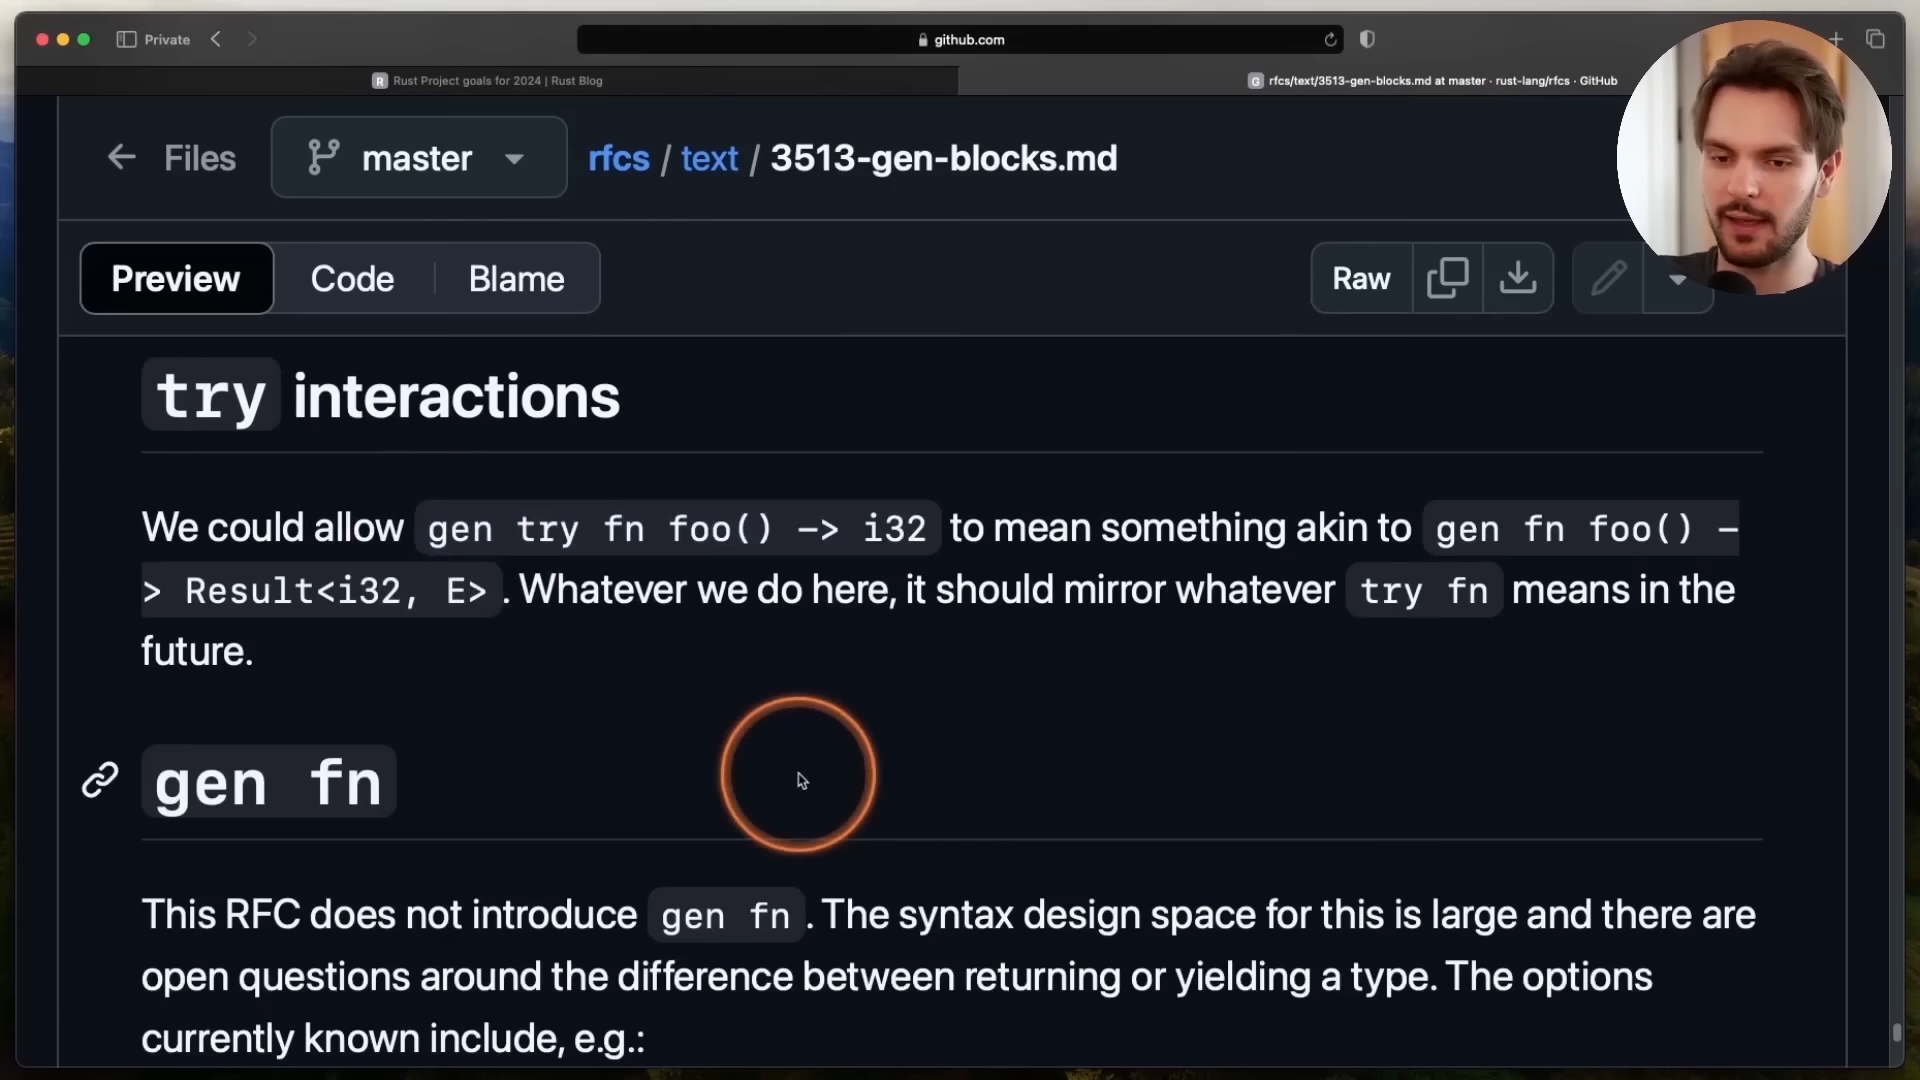 Private
github.com
R Rust Project goals for 2024 | Rust Blog
G rfcs/text/3513-gen-blocks.md at master · rust-lang/rfcs · GitHub
Files
master
rfcs / text / 3513-gen-blocks.md
Preview
Code
Blame
Raw
try interactions
We could allow gen try fn foo() -> i32 to mean something akin to gen fn foo() -
> Result<i32, E> . Whatever we do here, it should mirror whatever try fn means in the
future.
gen fn
This RFC does not introduce gen fn . The syntax design space for this is large and there are
open questions around the difference between returning or yielding a type. The options
currently known include, e.g.: